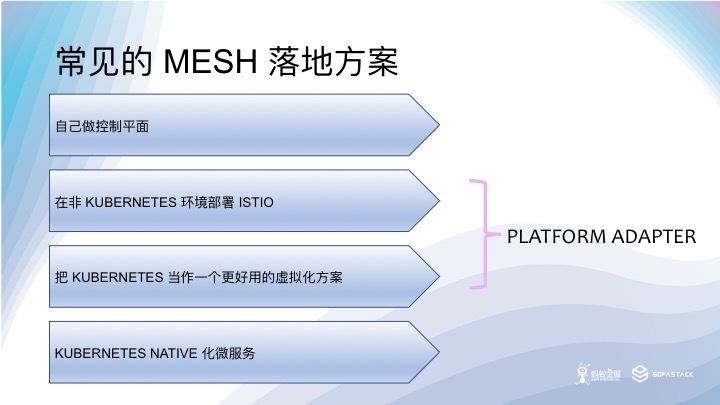 常见的 MESH 落地方案
自己做控制平面
在非 KUBERNETES 环境部署 ISTIO
把 KUBERNETES 当作一个更好用的虚拟化方案
KUBERNETES NATIVE 化微服务
PLATFORM ADAPTER
蚂蚁金服
SOFASTACK